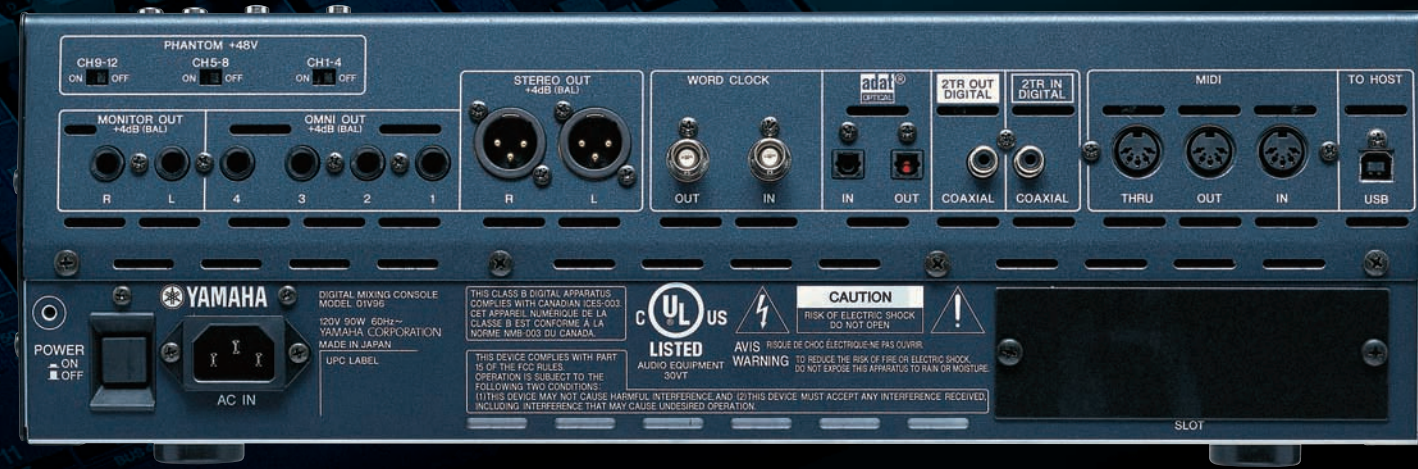 PHANTOM +48V
CH9-12 CH5-8 CH1-4
ON OFF ON OFF ON OFF
MONITOR OUT
+4dB (BAL)
R L
OMNI OUT
+4dB (BAL)
4 3 2 1
STEREO OUT
+4dB (BAL)
R L
WORD CLOCK
OUT IN
adat®
OPTICAL
IN OUT
2TR OUT
DIGITAL
COAXIAL
2TR IN
DIGITAL
COAXIAL
MIDI
THRU OUT IN
TO HOST
USB
POWER
ON
OFF
YAMAHA
AC IN
DIGITAL MIXING CONSOLE
MODEL 01V96
120V 90W 60Hz~
YAMAHA CORPORATION
MADE IN JAPAN
UPC LABEL
THIS CLASS B DIGITAL APPARATUS
COMPLIES WITH CANADIAN ICES-003.
CET APPAREIL NUMÉRIQUE DE LA
CLASSE B EST CONFORME À LA
NORME NMB-003 DU CANADA.
THIS DEVICE COMPLIES WITH PART
15 OF THE FCC RULES.
OPERATION IS SUBJECT TO THE
FOLLOWING TWO CONDITIONS:
(1)THIS DEVICE MAY NOT CAUSE HARMFUL INTERFERENCE, AND (2)THIS DEVICE MUST ACCEPT ANY INTERFERENCE RECEIVED,
INCLUDING INTERFERENCE THAT MAY CAUSE UNDESIRED OPERATION.
C UL US
LISTED
AUDIO EQUIPMENT
30VT
CAUTION
RISK OF ELECTRIC SHOCK
DO NOT OPEN
AVIS RISQUE DE CHOC ÉLECTRIQUE-NE PAS OUVRIR.
WARNING TO REDUCE THE RISK OF FIRE OR ELECTRIC SHOCK.
DO NOT EXPOSE THIS APPARATUS TO RAIN OR MOISTURE.
SLOT